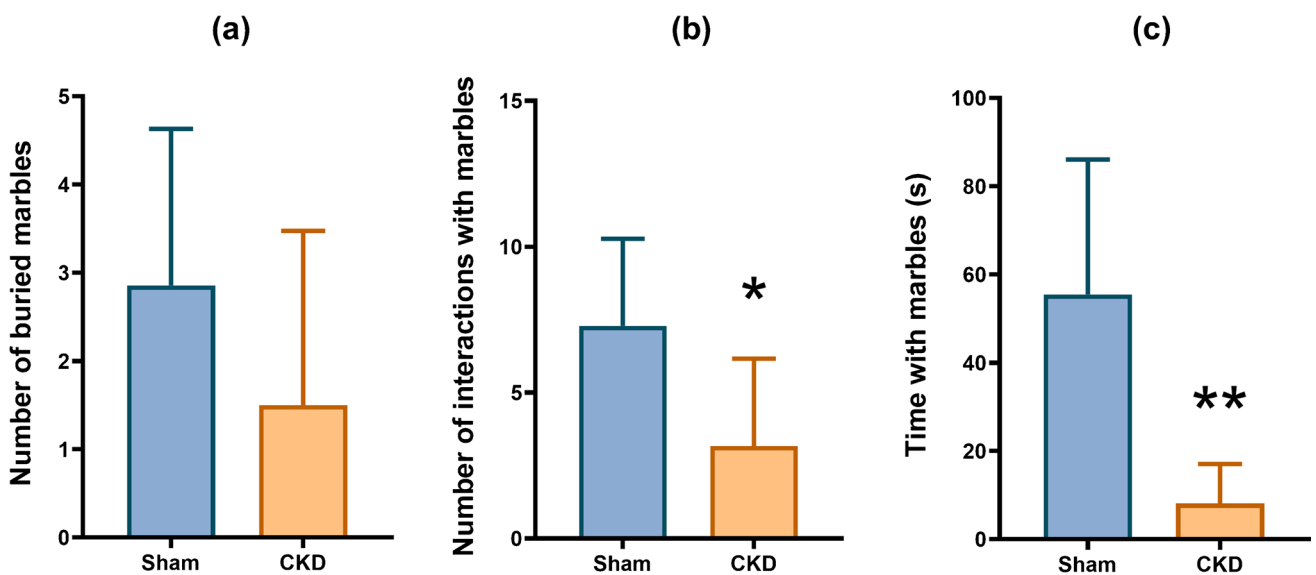 (a)
Number of buried marbles
5
4
3
2
1
0
Sham
CKD
(b)
Number of interactions with marbles
15
10
5
0
*
Sham
CKD
(c)
Time with marbles (s)
100
80
60
40
20
0
**
Sham
CKD